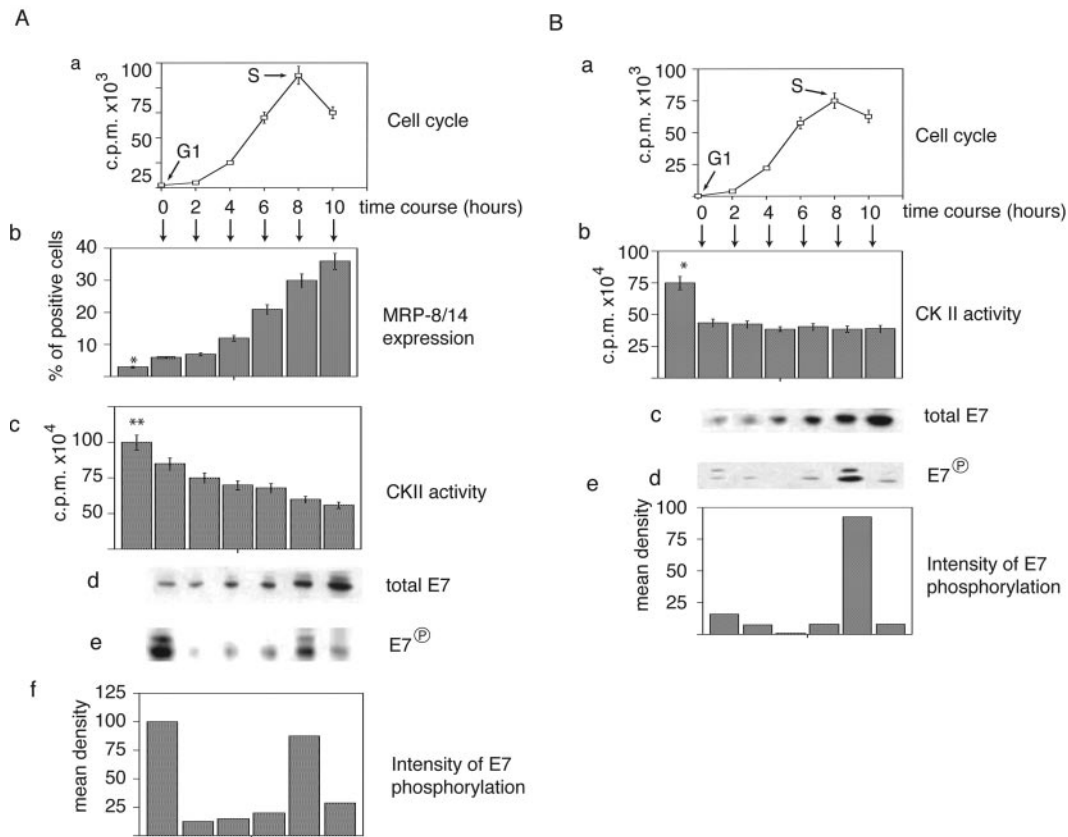 A
a
c.p.m. x10³
100
75
50
25
G1
S
Cell cycle
0 2 4 6 8 10 time course (hours)
b
% of positive cells
40
30
20
10
*
MRP-8/14
expression
c
c.p.m. x10⁴
100
75
50
**
CKII activity
d
total E7
e
E7 Ⓟ
f
mean density
125
100
75
50
25
Intensity of E7
phosphorylation
B
a
c.p.m. x10³
100
75
50
25
G1
S
Cell cycle
0 2 4 6 8 10 time course (hours)
b
c.p.m. x10⁴
100
75
50
25
*
CK II activity
c
total E7
d
E7 Ⓟ
e
mean density
100
75
50
25
Intensity of E7
phosphorylation